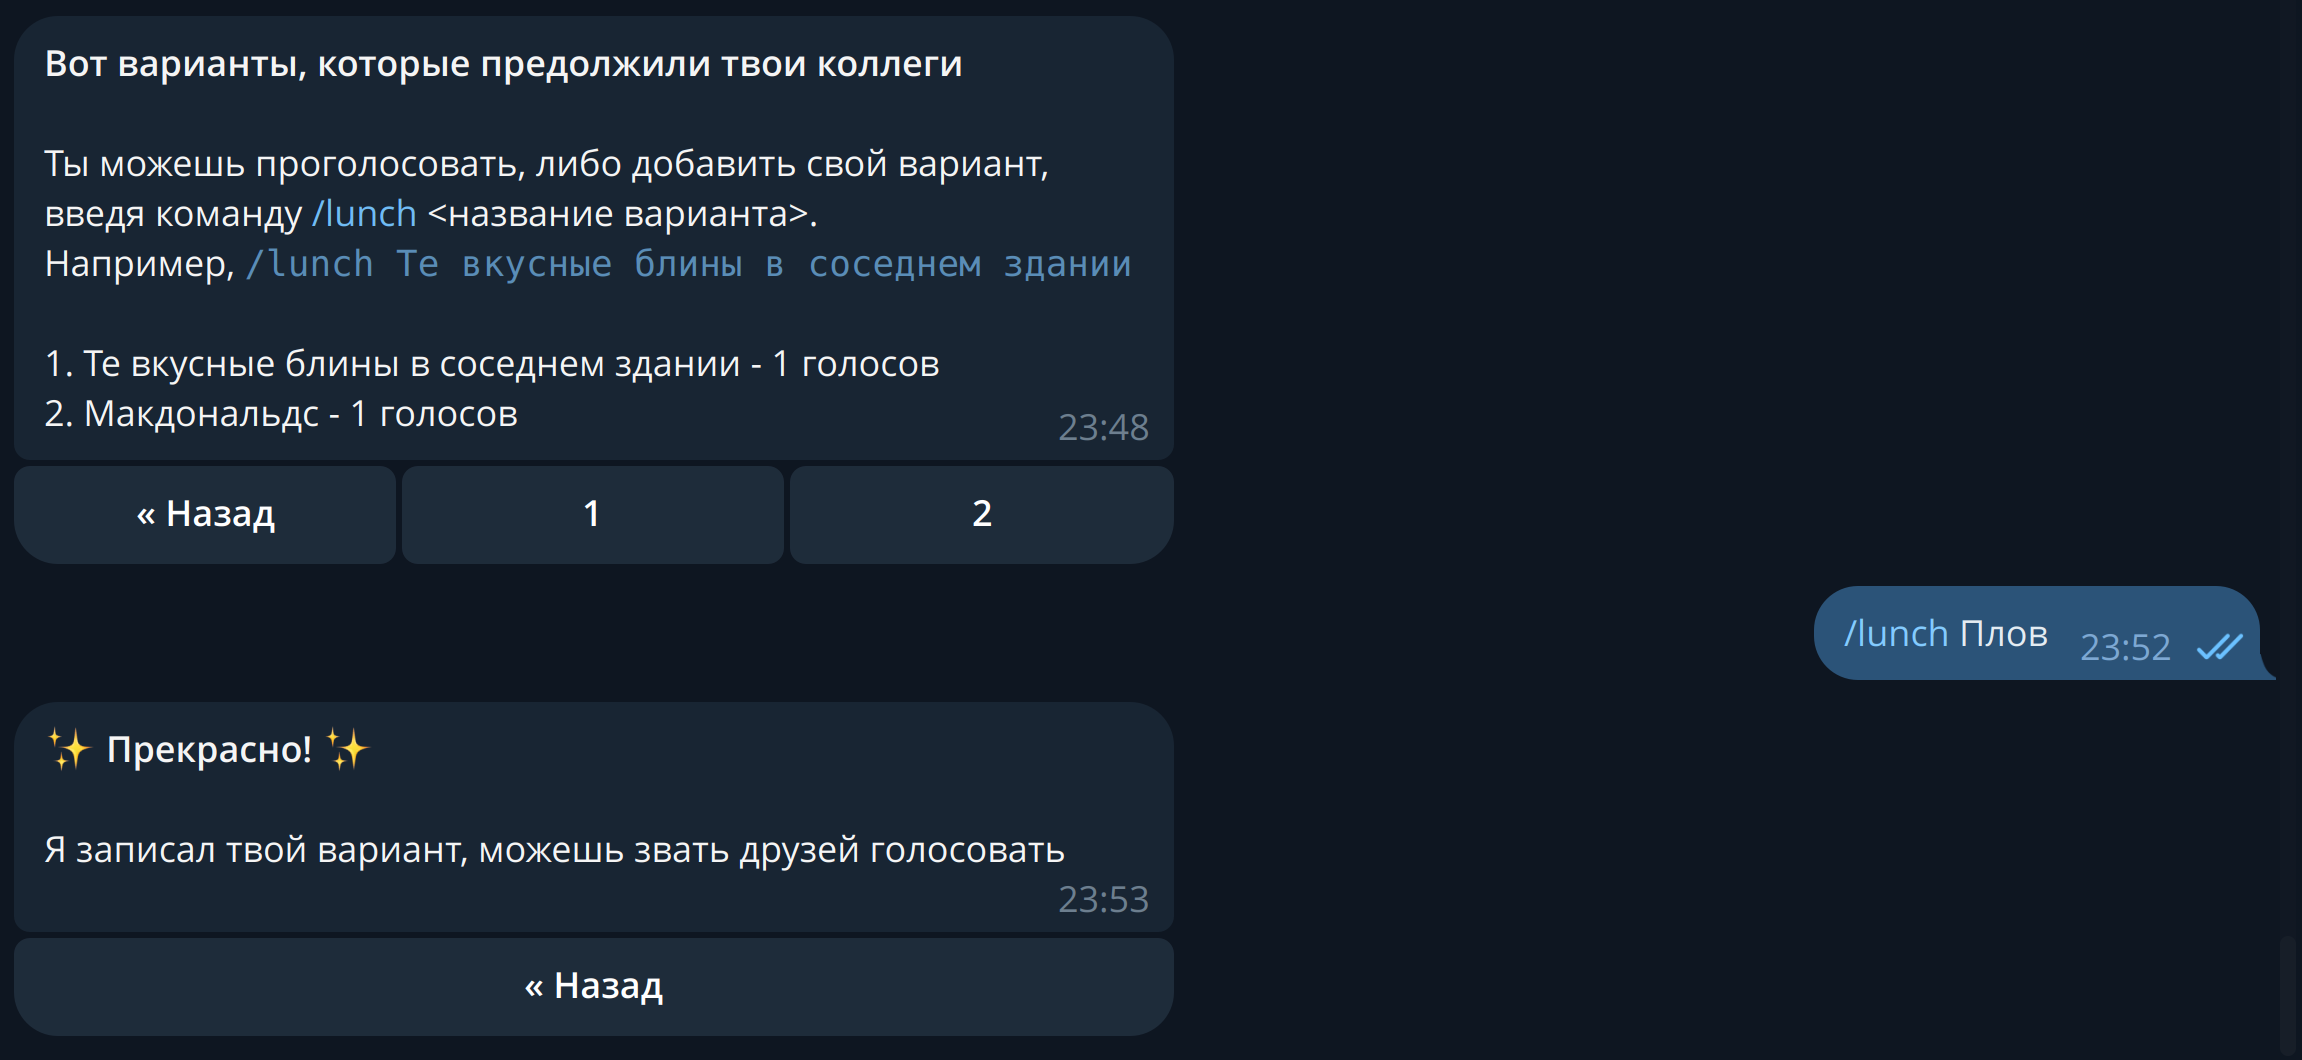 Вот варианты, которые предолжили твои коллеги
Ты можешь проголосовать, либо добавить свой вариант,
введя команду /lunch <название варианта>.
Например, /lunch Те вкусные блины в соседнем здании
1. Те вкусные блины в соседнем здании - 1 голосов
2. Макдональдс - 1 голосов
23:48
« Назад
1
2
/lunch Плов 23:52
✨ Прекрасно! ✨
Я записал твой вариант, можешь звать друзей голосовать
23:53
« Назад